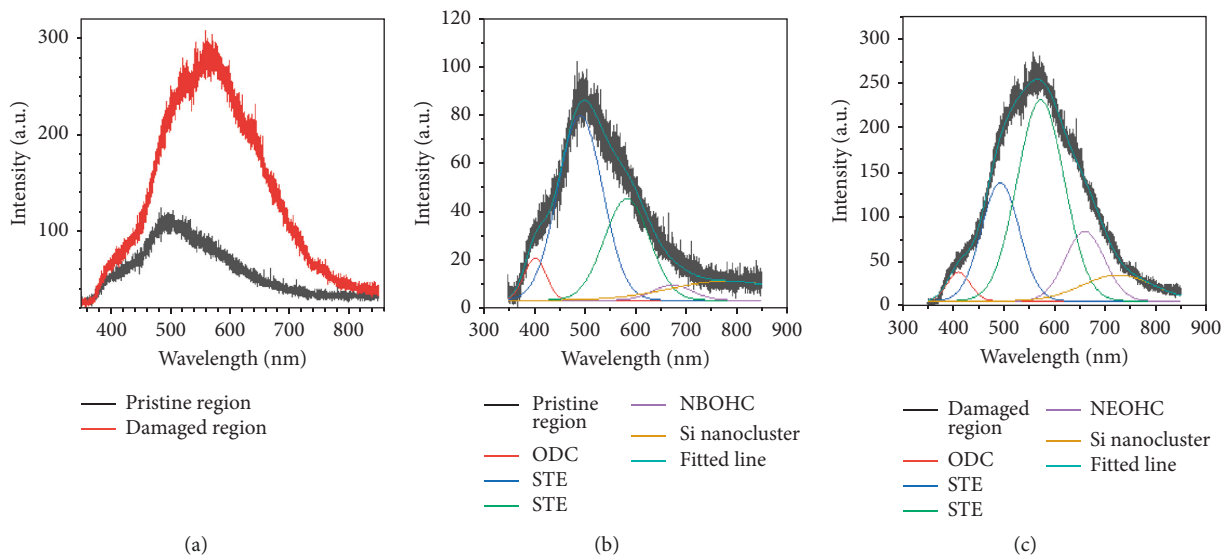 300
200
100
Intensity (a.u.)
400 500 600 700 800
Wavelength (nm)
Pristine region
Damaged region
(a)
120
100
80
60
40
20
0
Intensity (a.u.)
300 400 500 600 700 800 900
Wavelength (nm)
Pristine
region
ODC
STE
STE
NBOHC
Si nanocluster
Fitted line
(b)
300
250
200
150
100
50
0
Intensity (a.u.)
300 400 500 600 700 800 900
Wavelength (nm)
Damaged
region
ODC
STE
STE
NEOHC
Si nanocluster
Fitted line
(c)